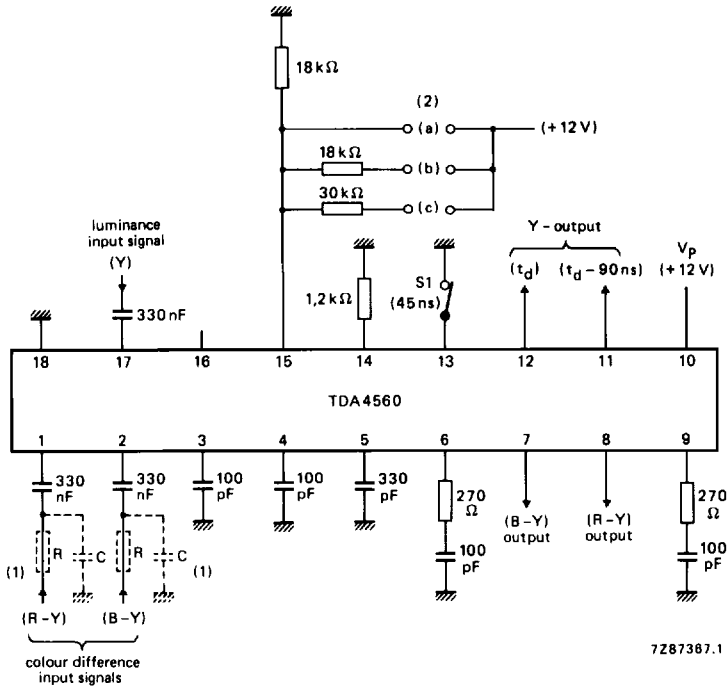 18 kΩ
(2)
(a)
(+12 V)
18 kΩ
(b)
30 kΩ
(c)
luminance
input signal
(Y)
330 nF
Y - output
(td) (td – 90 ns)
VP
(+12 V)
1,2 kΩ
S1
(45 ns)
18 17 16 15 14 13 12 11 10
TDA4560
1 2 3 4 5 6 7 8 9
330
nF
330
nF
100
pF
100
pF
330
pF
270
Ω
100
pF
(B – Y)
output
(R – Y)
output
270
Ω
100
pF
(1)
R
C
R
C
(1)
(R – Y) (B – Y)
colour difference
input signals
7Z87367.1